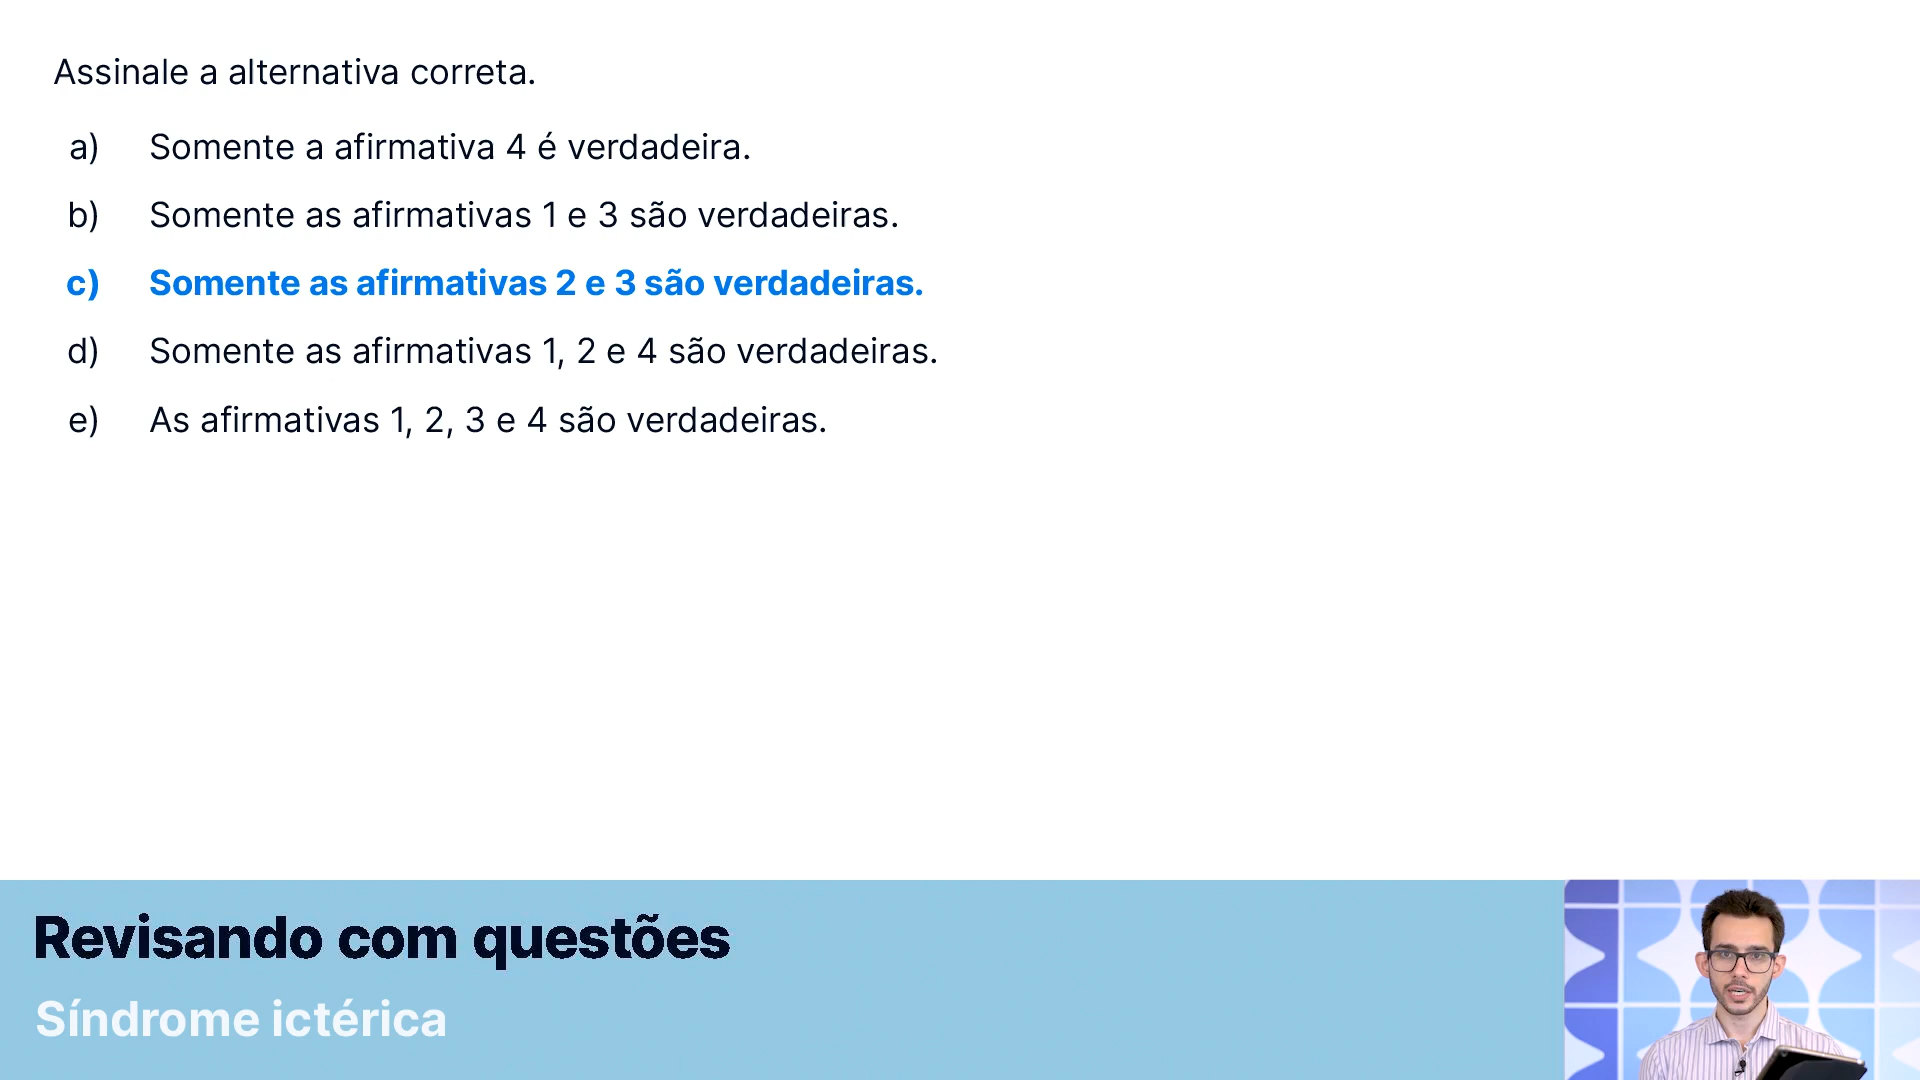 Assinale a alternativa correta.
a) Somente a afirmativa 4 é verdadeira.
b) Somente as afirmativas 1 e 3 são verdadeiras.
c) Somente as afirmativas 2 e 3 são verdadeiras.
d) Somente as afirmativas 1, 2 e 4 são verdadeiras.
e) As afirmativas 1, 2, 3 e 4 são verdadeiras.
Revisando com questões
Síndrome ictérica